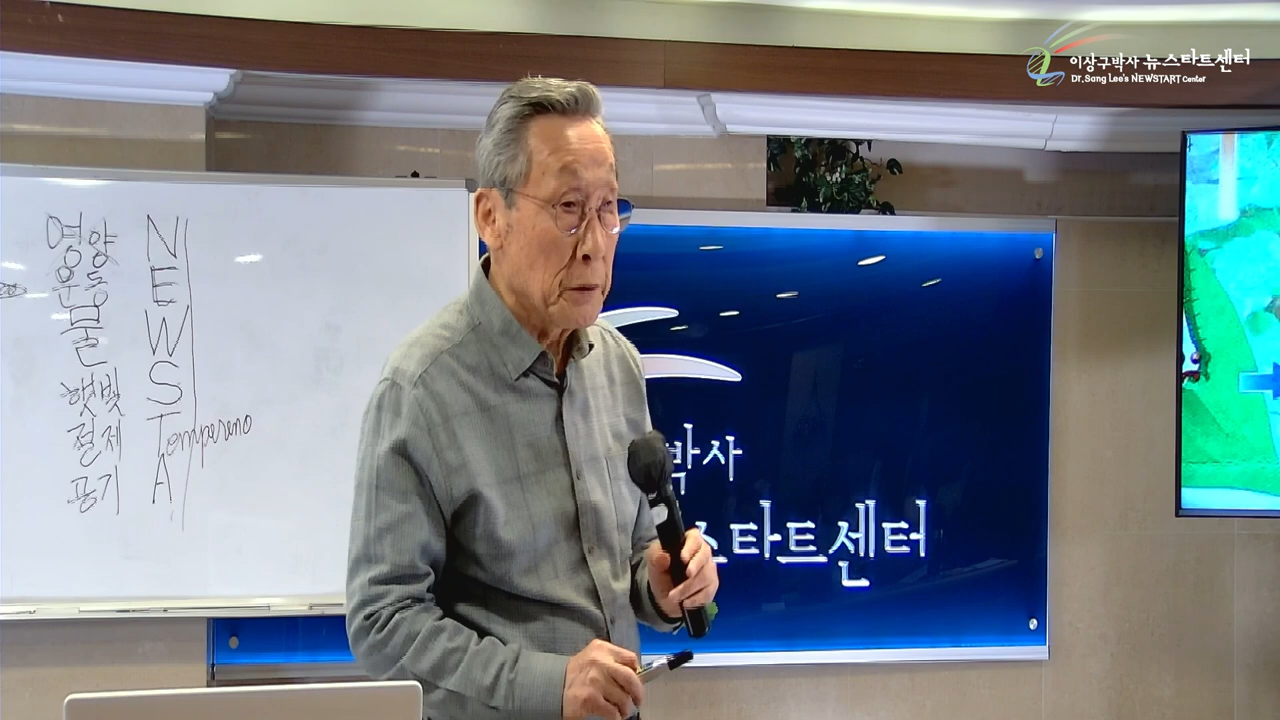 이상구박사 뉴스타트센터
Dr. Sang Lee's NEWSTART Center
영양 N
운동 E
물 W
햇빛 S
절제 Tempereno
공기 A
박사
스타트센터